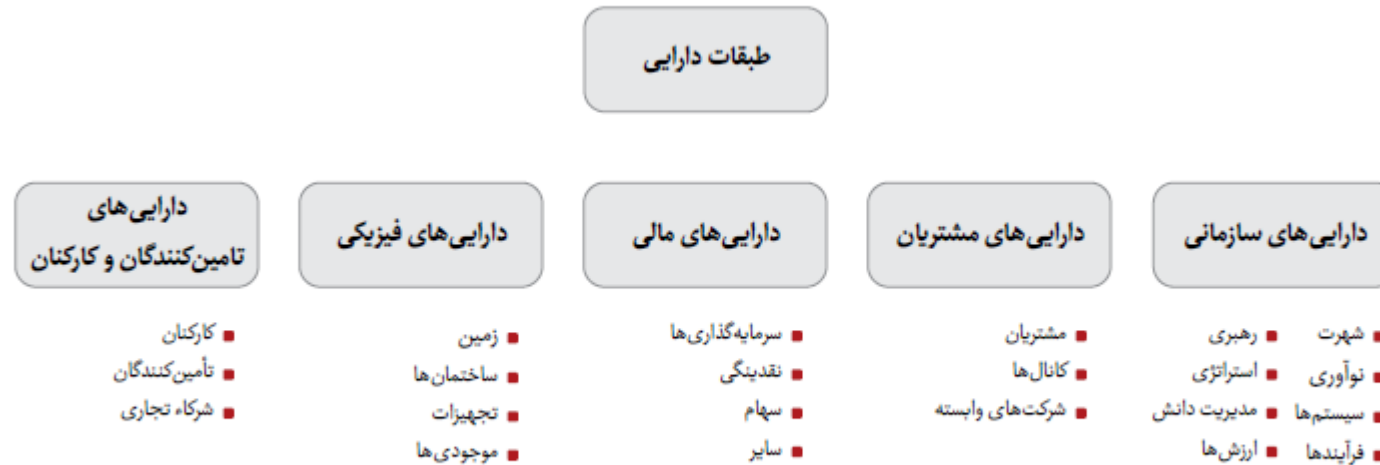 طبقات دارایی
دارایی‌های سازمانی
دارایی‌های مشتریان
دارایی‌های مالی
دارایی‌های فیزیکی
دارایی‌های
تامین‌کنندگان و کارکنان
شهرت
نوآوری
سیستم‌ها
فرآیندها
رهبری
استراتژی
مدیریت دانش
ارزش‌ها
مشتریان
کانال‌ها
شرکت‌های وابسته
سرمایه‌گذاری‌ها
نقدینگی
سهام
سایر
زمین
ساختمان‌ها
تجهیزات
موجودی‌ها
کارکنان
تأمین‌کنندگان
شرکاء تجاری